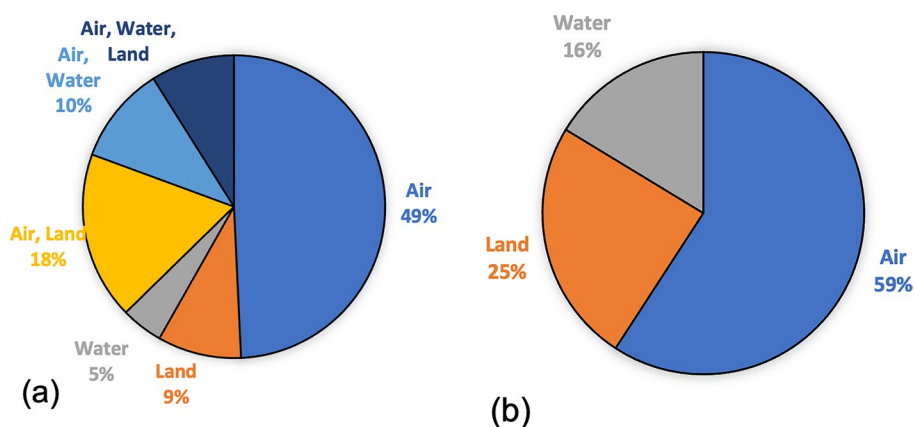 Air, Water,
Land
Air,
Water
10%
Air
49%
Air, Land
18%
Water
5%
Land
9%
(a)
Water
16%
Land
25%
Air
59%
(b)